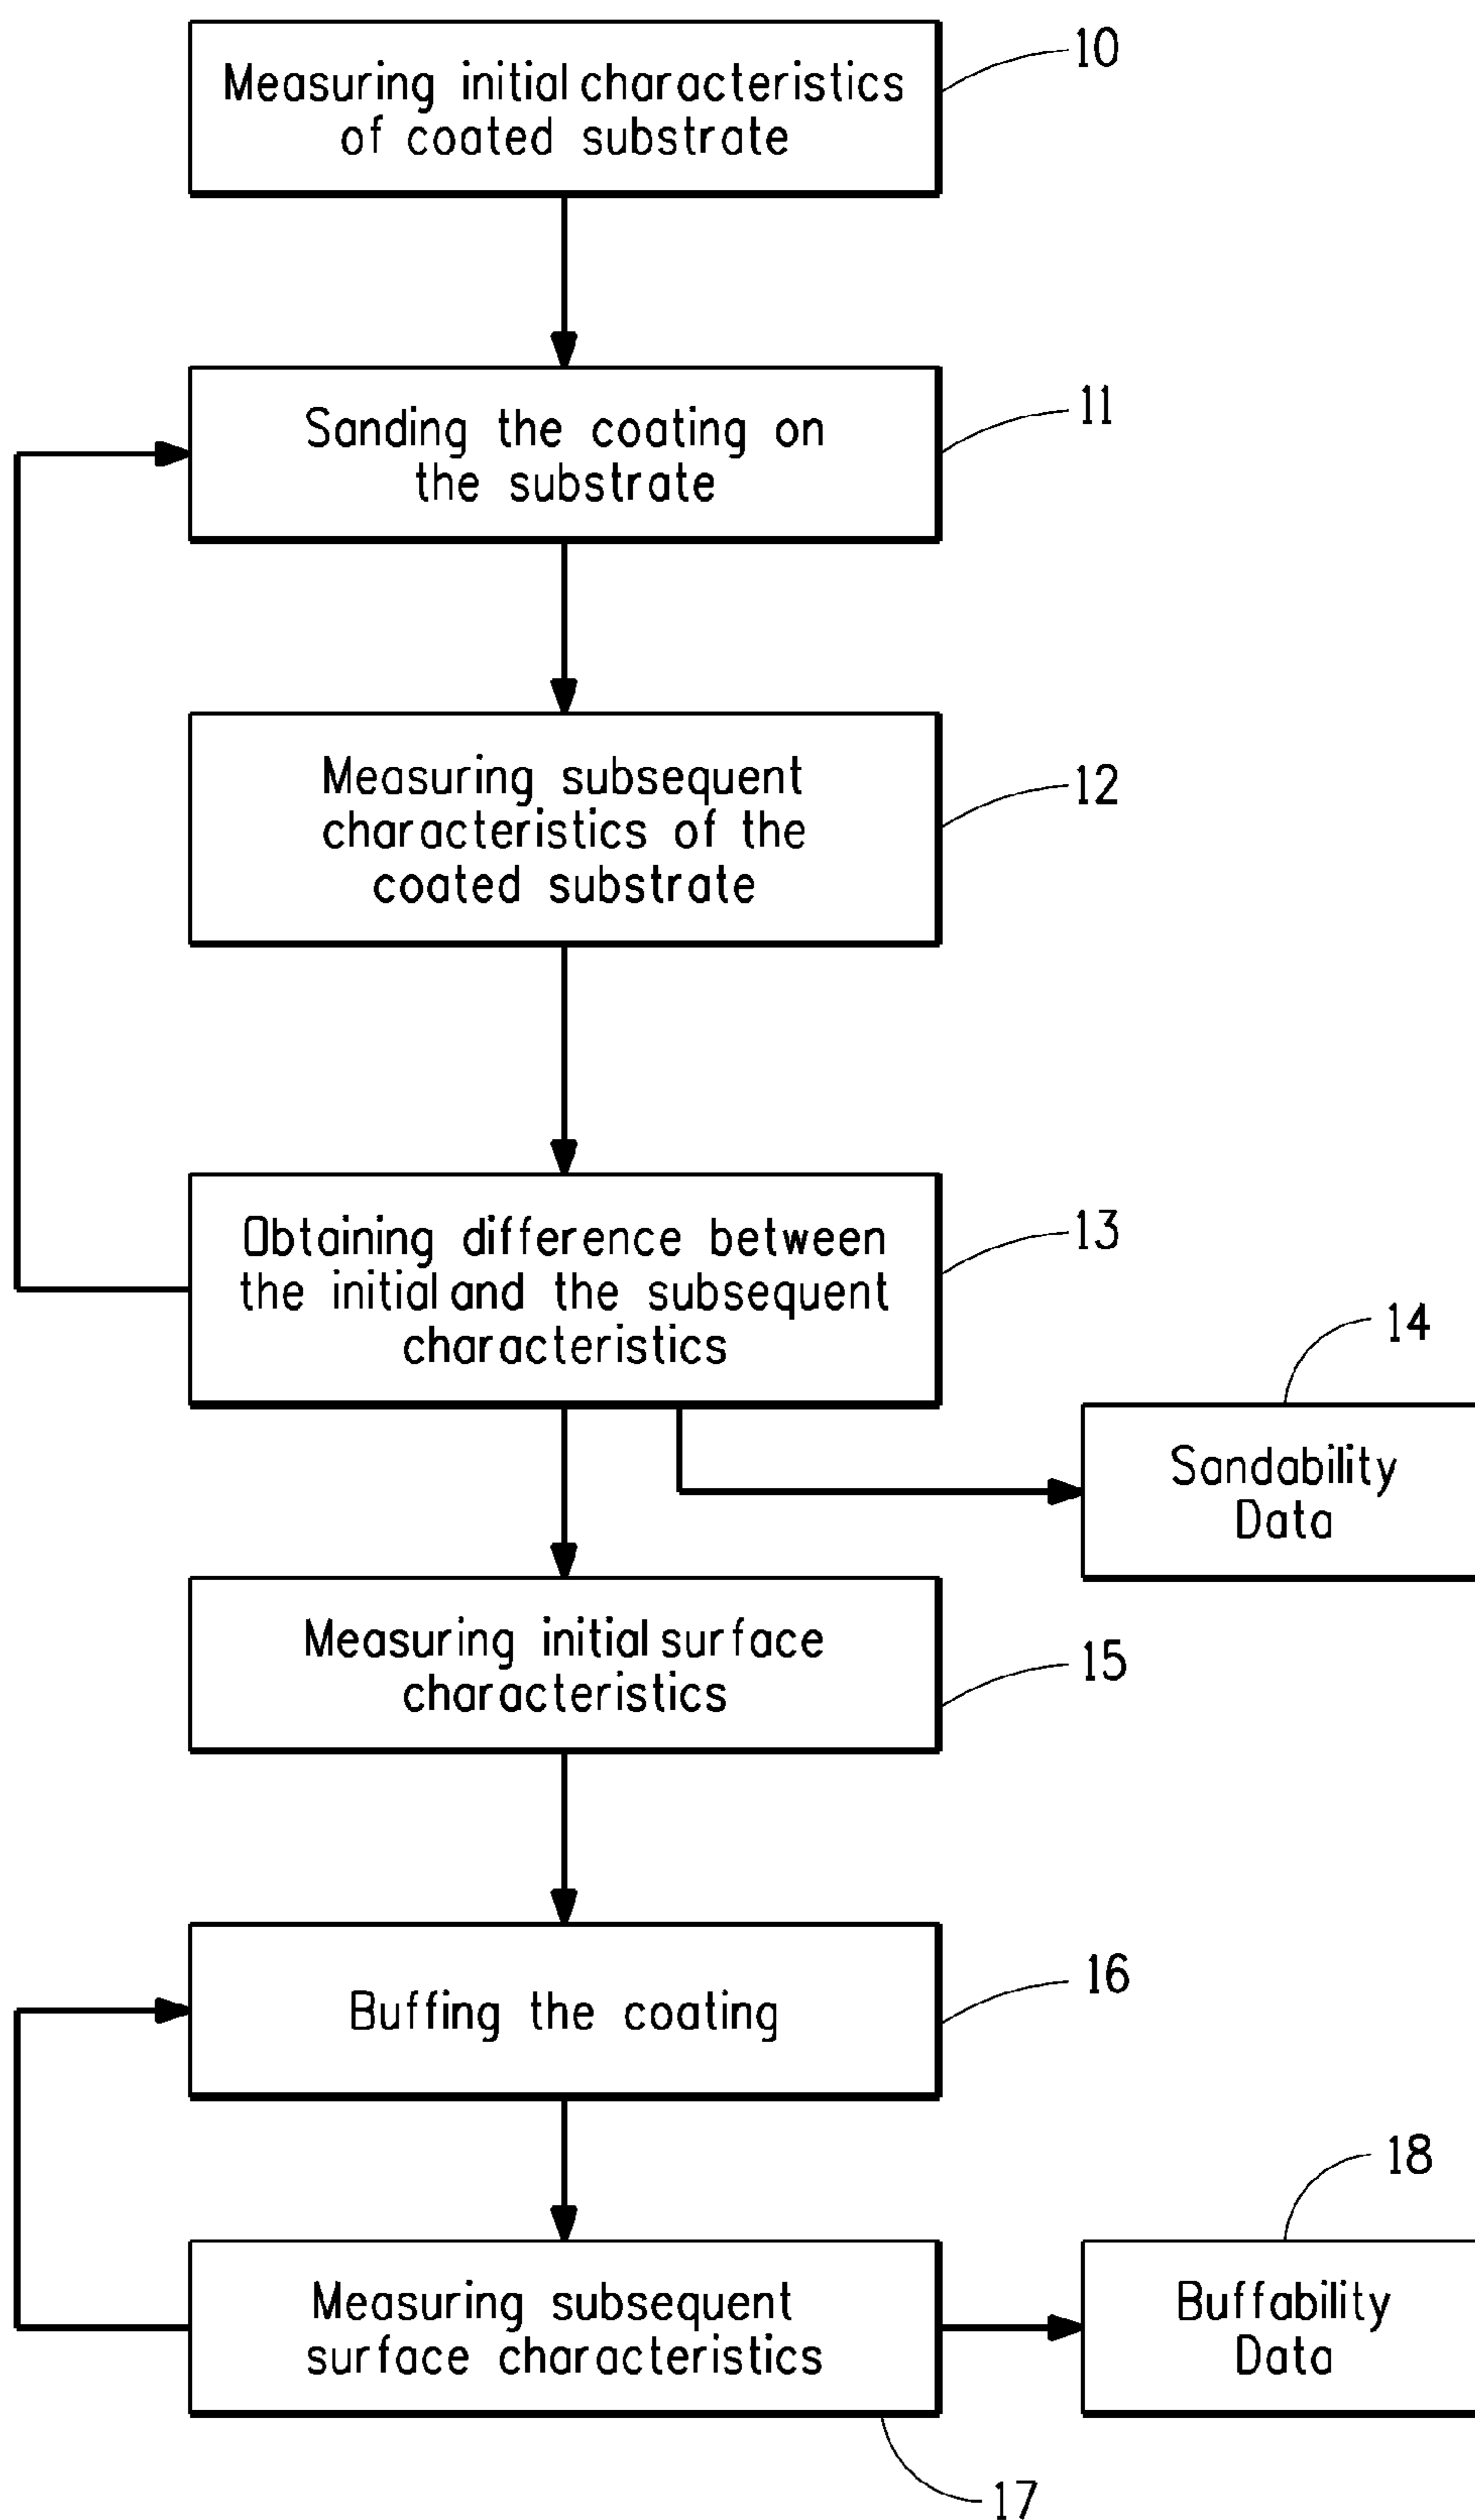 10
Measuring initial characteristics
of coated substrate
11
Sanding the coating on
the substrate
12
Measuring subsequent
characteristics of the
coated substrate
13
Obtaining difference between
the initial and the subsequent
characteristics
14
Sandability
Data
15
Measuring initial surface
characteristics
16
Buffing the coating
18
Measuring subsequent
surface characteristics
Buffability
Data
17